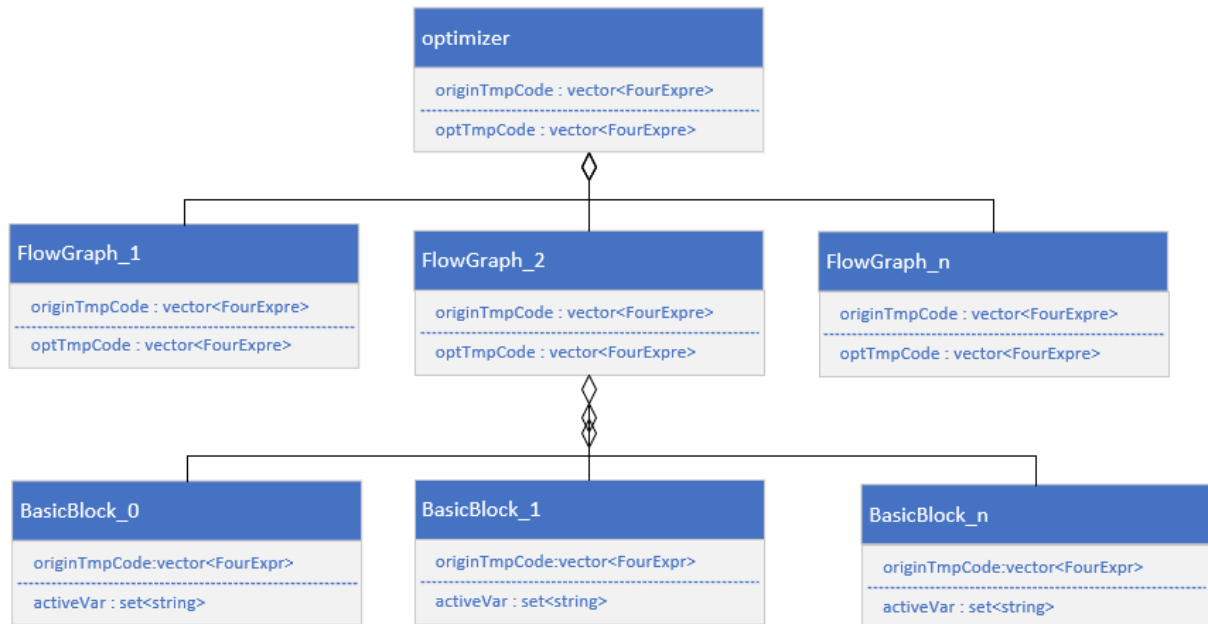 optimizer
originTmpCode : vector<FourExpre>
optTmpCode : vector<FourExpre>
FlowGraph_1
originTmpCode : vector<FourExpre>
optTmpCode : vector<FourExpre>
FlowGraph_2
originTmpCode : vector<FourExpre>
optTmpCode : vector<FourExpre>
FlowGraph_n
originTmpCode : vector<FourExpre>
optTmpCode : vector<FourExpre>
BasicBlock_0
originTmpCode:vector<FourExpr>
activeVar : set<string>
BasicBlock_1
originTmpCode:vector<FourExpr>
activeVar : set<string>
BasicBlock_n
originTmpCode:vector<FourExpr>
activeVar : set<string>